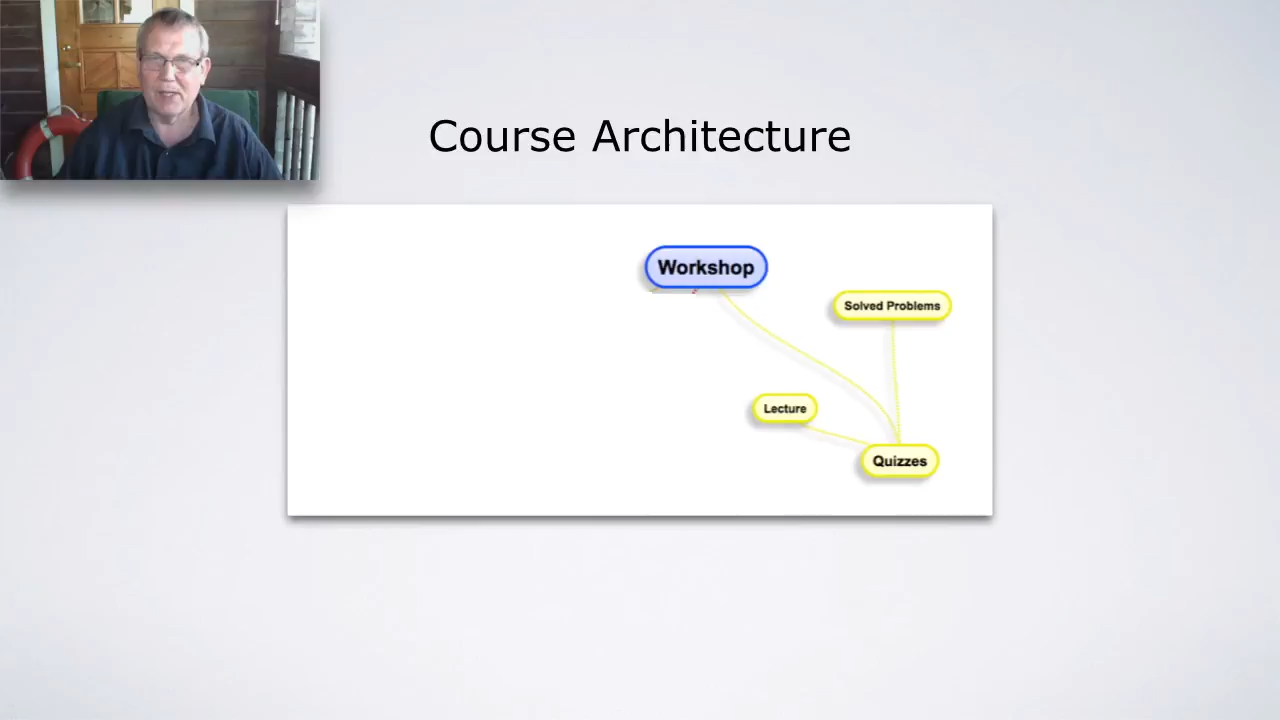 Course Architecture
Workshop
Solved Problems
Lecture
Quizzes